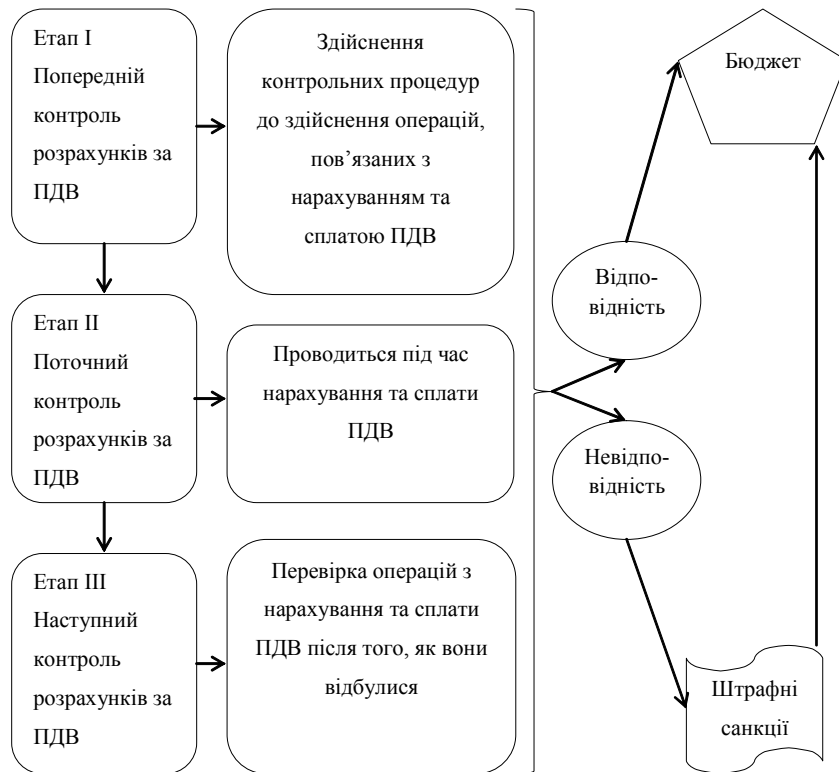 Етап І
Попередній
контроль
розрахунків за
ПДВ
Здійснення
контрольних процедур
до здійснення операцій,
пов’язаних з
нарахуванням та
сплатою ПДВ
Етап ІІ
Поточний
контроль
розрахунків за
ПДВ
Проводиться під час
нарахування та сплати
ПДВ
Етап ІІІ
Наступний
контроль
розрахунків за
ПДВ
Перевірка операцій з
нарахування та сплати
ПДВ після того, як вони
відбулися
Бюджет
Відпо-
відність
Невідпо-
відність
Штрафні
санкції